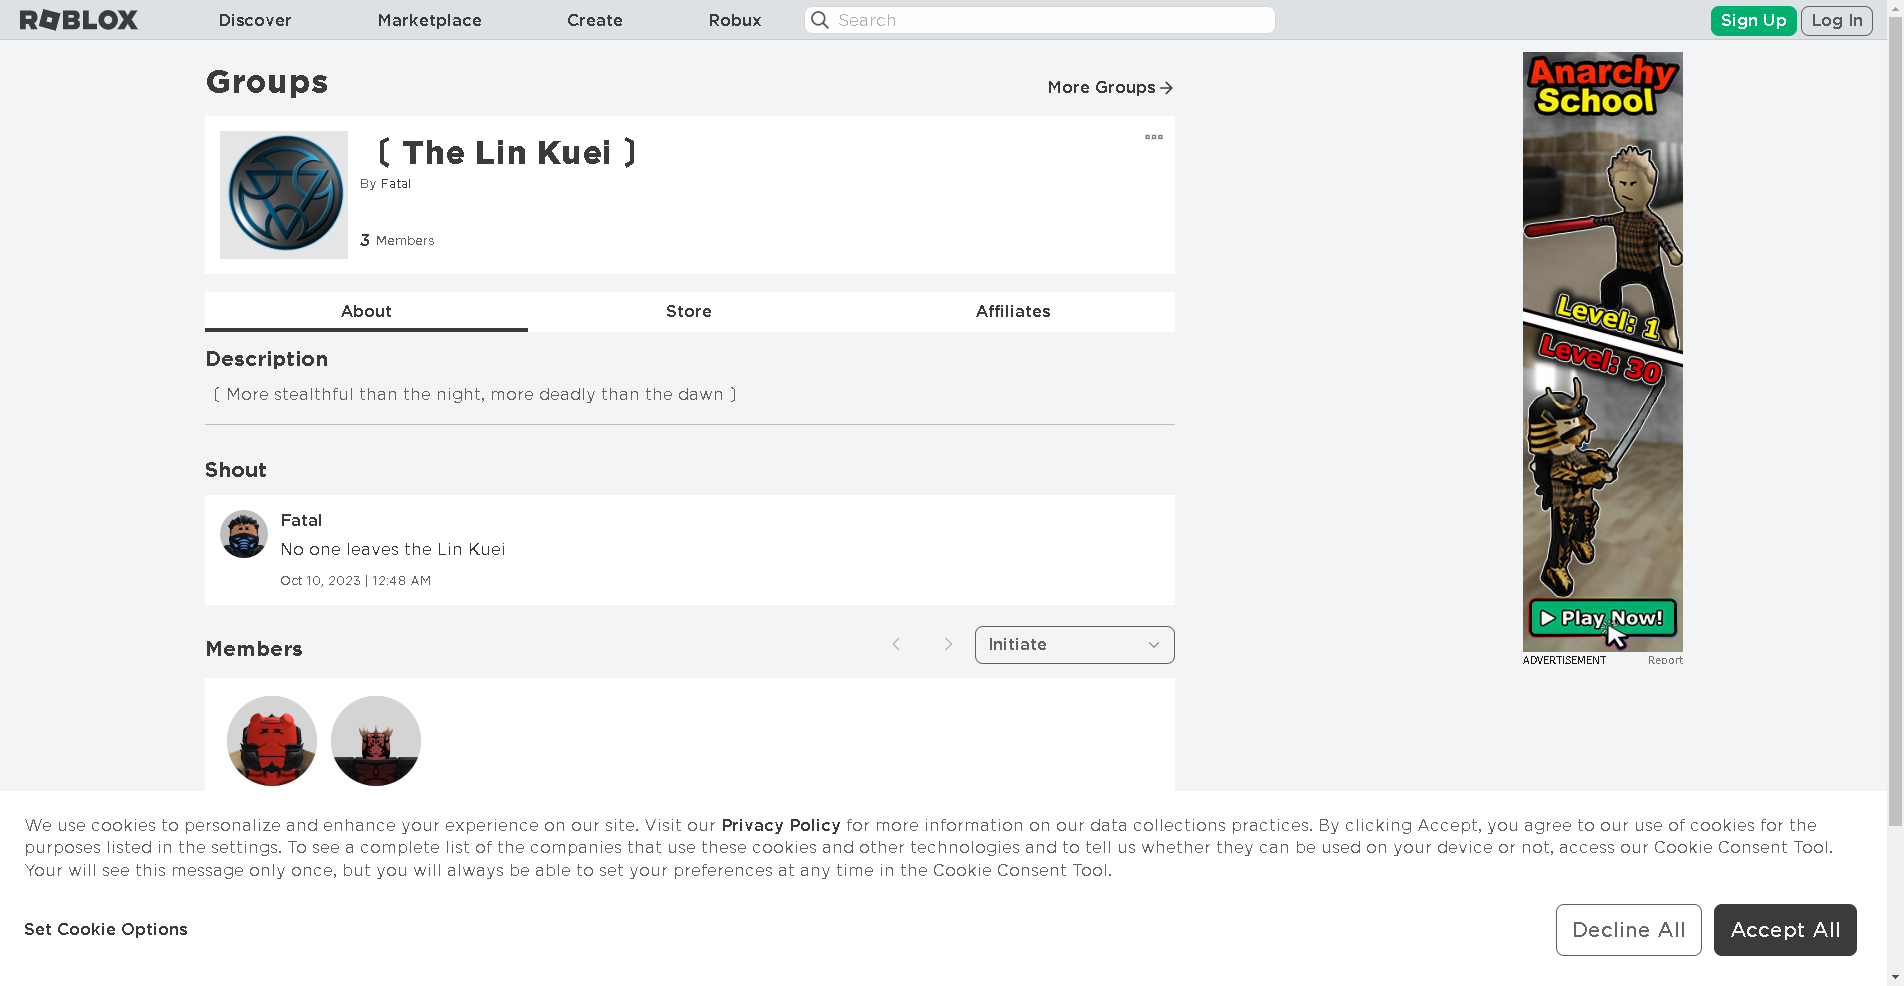 ROBLOX
Discover
Marketplace
Create
Robux
Search
Sign Up
Log In
Groups
More Groups
〔 The Lin Kuei 〕
By Fatal
3 Members
About
Store
Affiliates
Description
〔 More stealthful than the night, more deadly than the dawn 〕
Shout
Fatal
No one leaves the Lin Kuei
Oct 10, 2023 | 12:48 AM
Members
Initiate
Anarchy
School
Level: 1
Level: 30
Play Now!
ADVERTISEMENT
Report
We use cookies to personalize and enhance your experience on our site. Visit our Privacy Policy for more information on our data collections practices. By clicking Accept, you agree to our use of cookies for the
purposes listed in the settings. To see a complete list of the companies that use these cookies and other technologies and to tell us whether they can be used on your device or not, access our Cookie Consent Tool.
Your will see this message only once, but you will always be able to set your preferences at any time in the Cookie Consent Tool.
Set Cookie Options
Decline All
Accept All